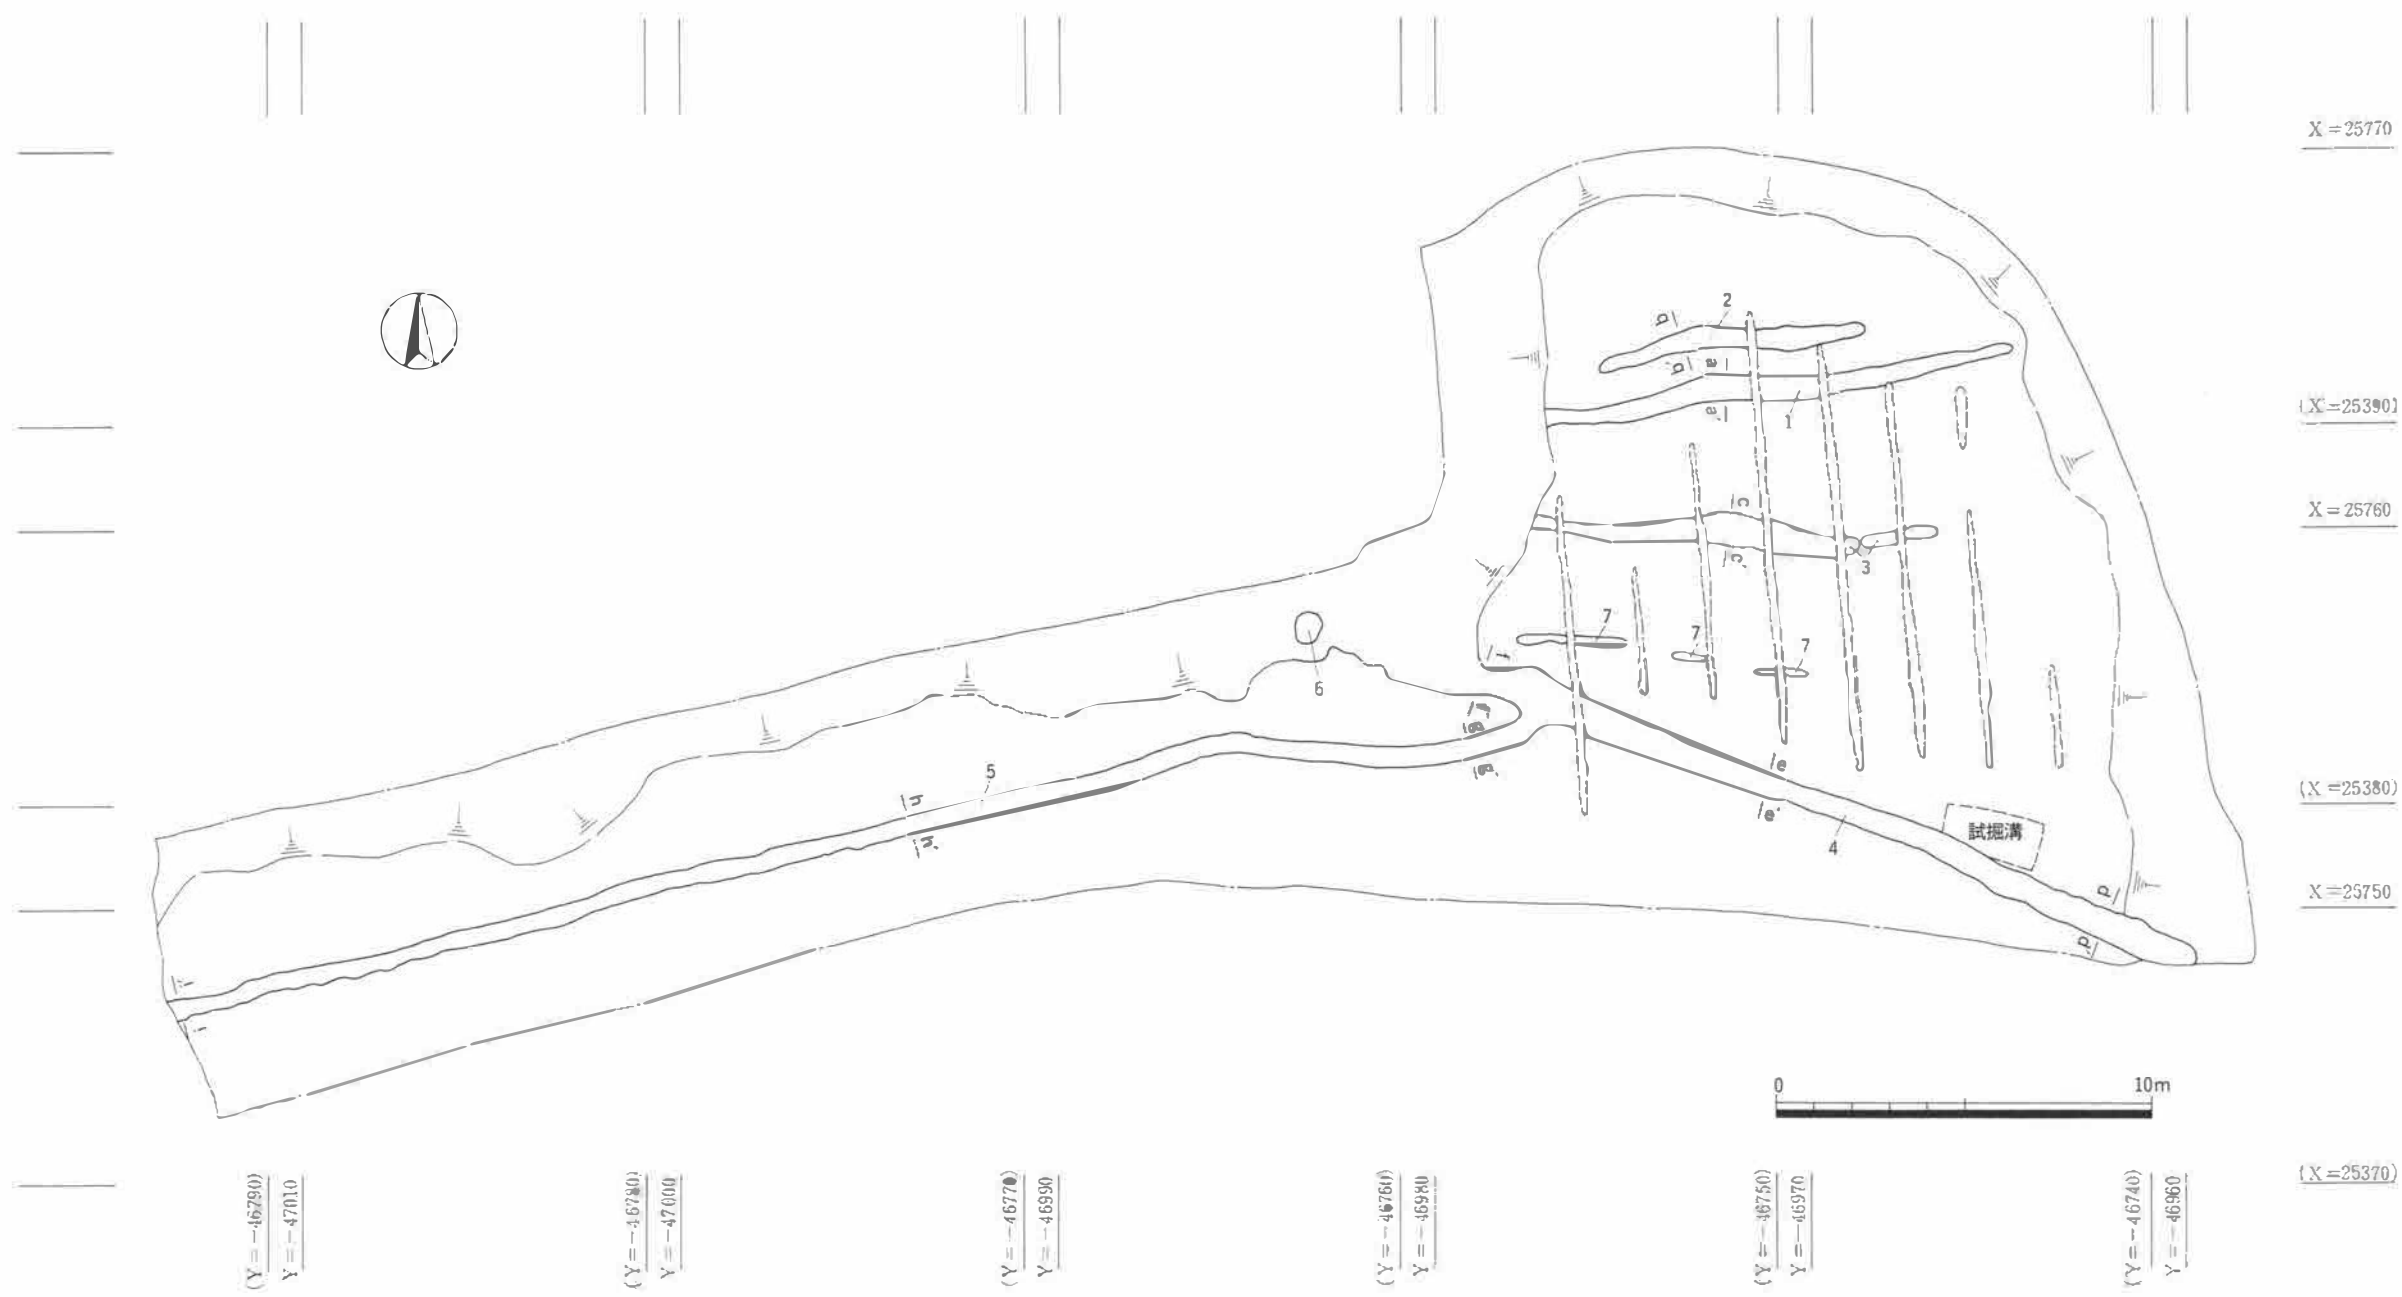 X=25770
(X=25390)
X=25760
(X=25380)
X=25750
(X=25370)
2
b
b'
a
a'
1
c
c'
3
7
7
7
6
f
f'
g
g'
5
h
h'
e
e'
4
試掘溝
d
d'
i
i'
0 10m
(Y=-46790)
Y=-47010
(Y=-46780)
Y=-47000
(Y=-46770)
Y=-46990
(Y=-46760)
Y=-46980
(Y=-46750)
Y=-46970
(Y=-46740)
Y=-46960